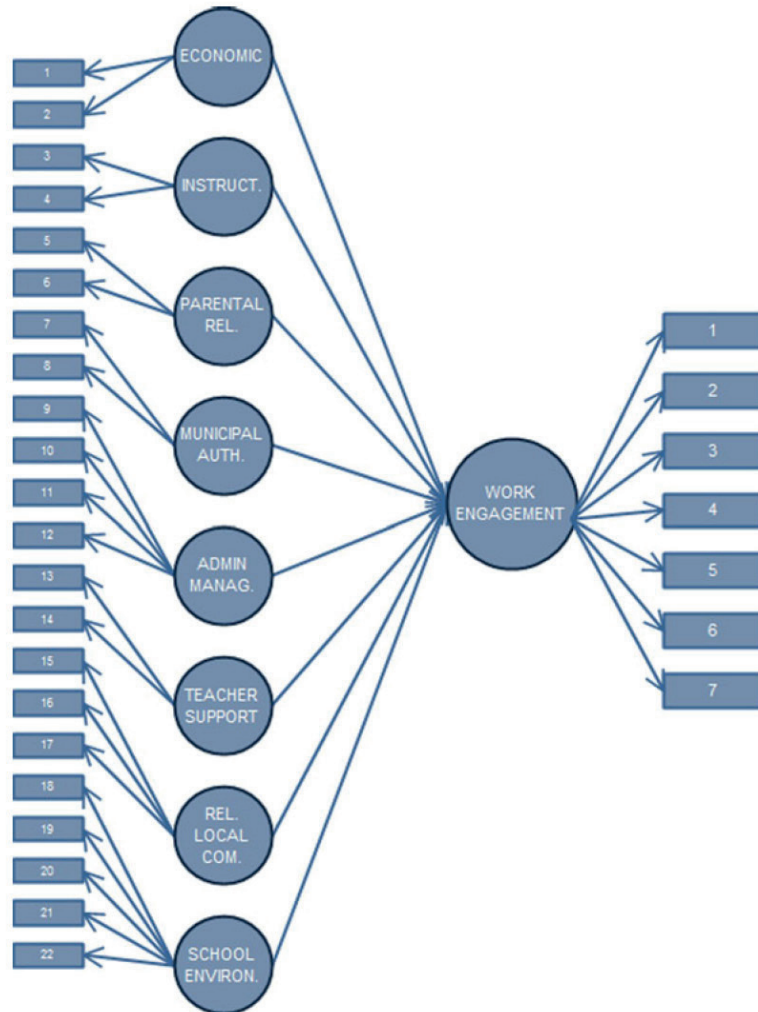 ECONOMIC
1
2
3
INSTRUCT.
4
5
6
PARENTAL
REL.
7
1
8
2
9
MUNICIPAL
AUTH.
10
3
11
WORK
ENGAGEMENT
4
12
ADMIN
MANAG.
13
5
14
6
15
TEACHER
SUPPORT
16
7
17
18
REL.
LOCAL
COM.
19
20
21
22
SCHOOL
ENVIRON.